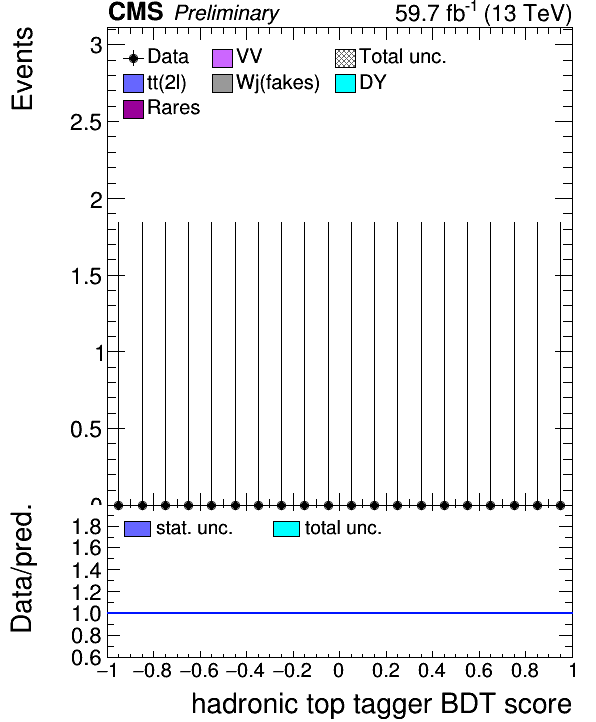 CMS Preliminary 59.7 fb-1 (13 TeV)
Events
3
2.5
2
1.5
1
0.5
0
Data VV Total unc.
tt(2l) Wj(fakes) DY
Rares
Data/pred.
1.8
1.6
1.4
1.2
1.0
0.8
0.6
stat. unc. total unc.
−1 −0.8 −0.6 −0.4 −0.2 0 0.2 0.4 0.6 0.8 1
hadronic top tagger BDT score